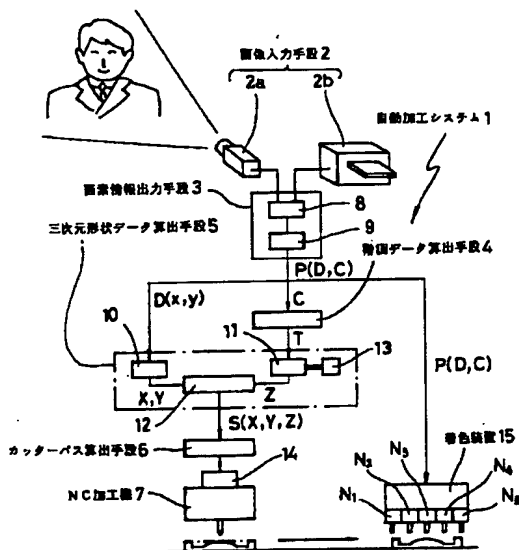 画像入力手段2
2a
2b
自動加工システム1
画素情報出力手段3
8
9
三次元形状データ算出手段5
階調データ算出手段4
P(D,C)
D(x,y)
C
10
11
T
13
X,Y
Z
12
P(D,C)
S(X,Y,Z)
カッターパス算出手段6
着色装置15
14
N₃
N₂
N₄
NC加工機7
N₁
N₅